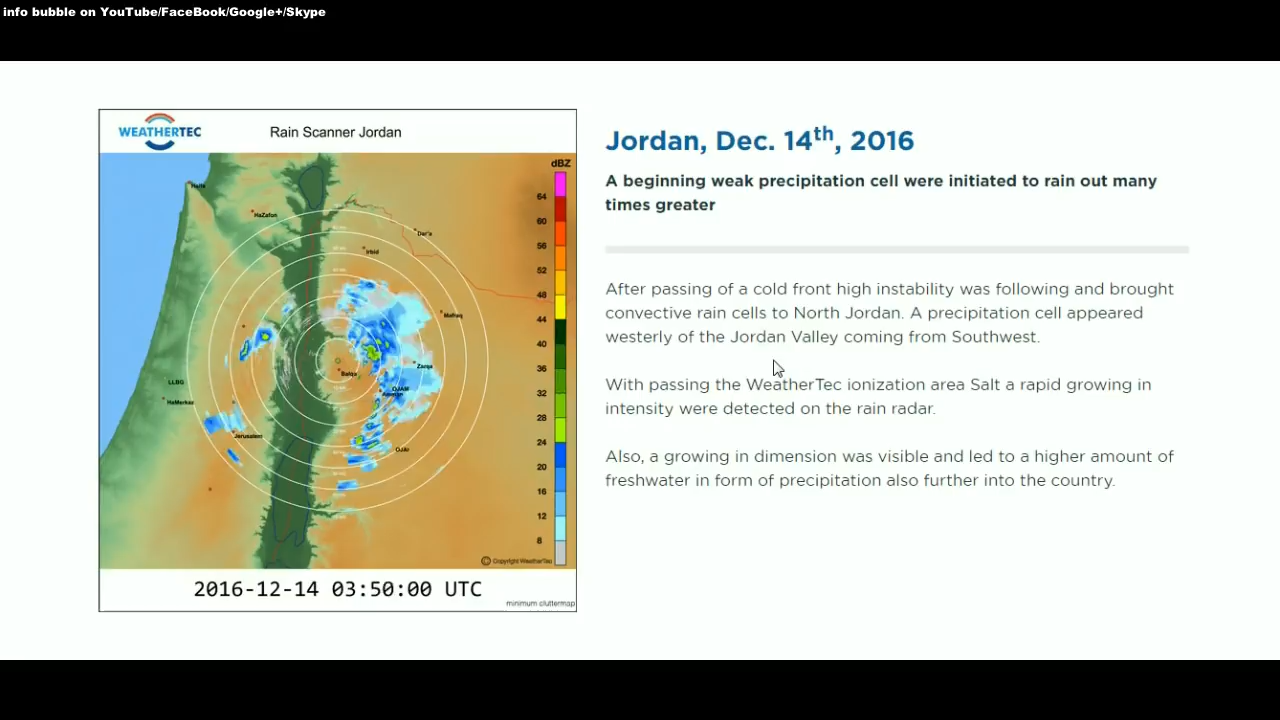 info bubble on YouTube/FaceBook/Google+/Skype
WEATHERTEC
Rain Scanner Jordan
dBZ
64
60
56
52
48
44
40
36
32
28
24
20
16
12
8
Haifa
HaZafon
Der'a
Irbid
Mafraq
Zarqa
Balqa
Amman
LLBG
HaMerkaz
Jerusalem
OJAI
© Copyright WeatherTec
2016-12-14 03:50:00 UTC
minimum cluttermap
Jordan, Dec. 14th, 2016
A beginning weak precipitation cell were initiated to rain out many
times greater
After passing of a cold front high instability was following and brought
convective rain cells to North Jordan. A precipitation cell appeared
westerly of the Jordan Valley coming from Southwest.
With passing the WeatherTec ionization area Salt a rapid growing in
intensity were detected on the rain radar.
Also, a growing in dimension was visible and led to a higher amount of
freshwater in form of precipitation also further into the country.